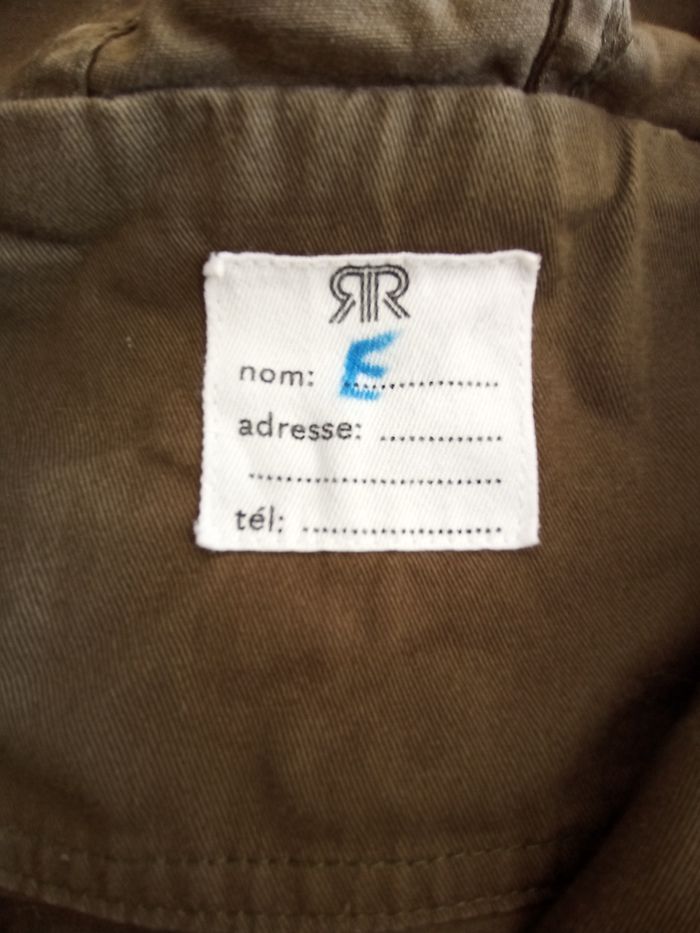 RR
nom: E
adresse:
tél: